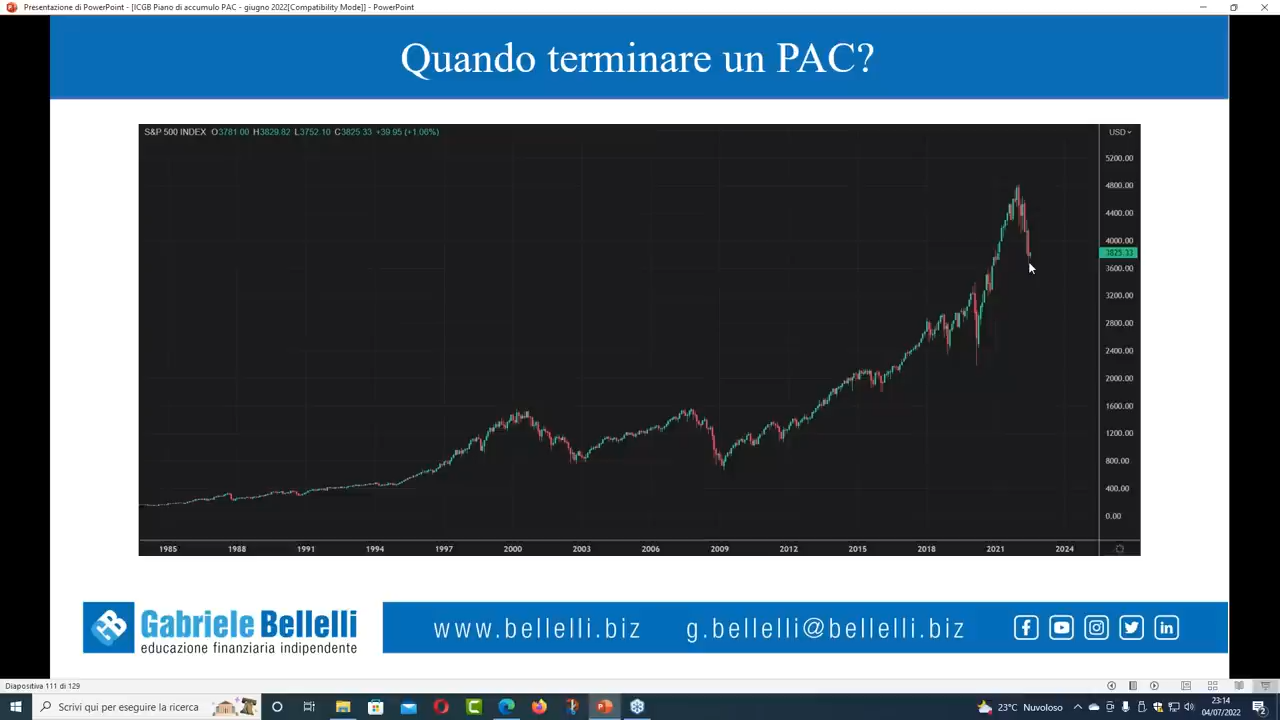 Presentazione di PowerPoint - [ICGB Piano di accumulo PAC - giugno 2022[Compatibility Mode]] - PowerPoint
Quando terminare un PAC?
S&P 500 INDEX O3781.00 H3829.82 L3752.10 C3825.33 +39.95 (+1.06%)
USD
5200.00
4800.00
4400.00
4000.00
3825.33
3600.00
3200.00
2800.00
2400.00
2000.00
1600.00
1200.00
800.00
400.00
0.00
1985 1988 1991 1994 1997 2000 2003 2006 2009 2012 2015 2018 2021 2024
Gabriele Bellelli
educazione finanziaria indipendente
www.bellelli.biz g.bellelli@bellelli.biz
Diapositiva 111 di 129
Scrivi qui per eseguire la ricerca
23°C Nuvoloso
23:14
04/07/2022
2